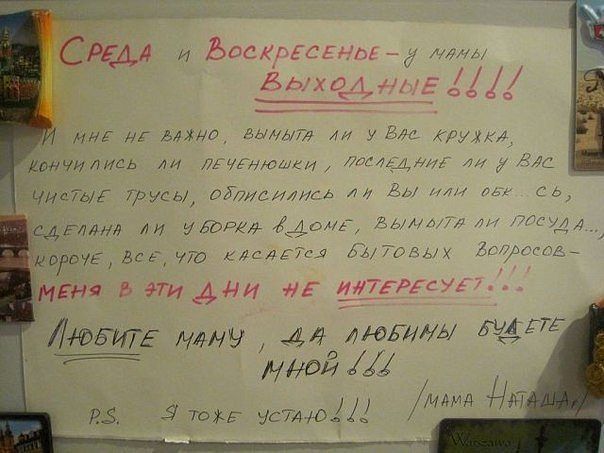 Среда и Воскресенье – у мамы
Выходные!!!!
И мне не важно, вымыта ли у Вас кружка,
кончились ли печенюшки, последние ли у Вас
чистые трусы, обписились ли Вы или обк...сь,
сделана ли уборка в доме, вымыта ли посуда...,
короче, все, что касается бытовых вопросов –
меня в эти дни не интересует!!!
Любите маму, да любимы будете
мной!!!
P.S. Я тоже устаю!!!
/мама Наташа/
Warszawa